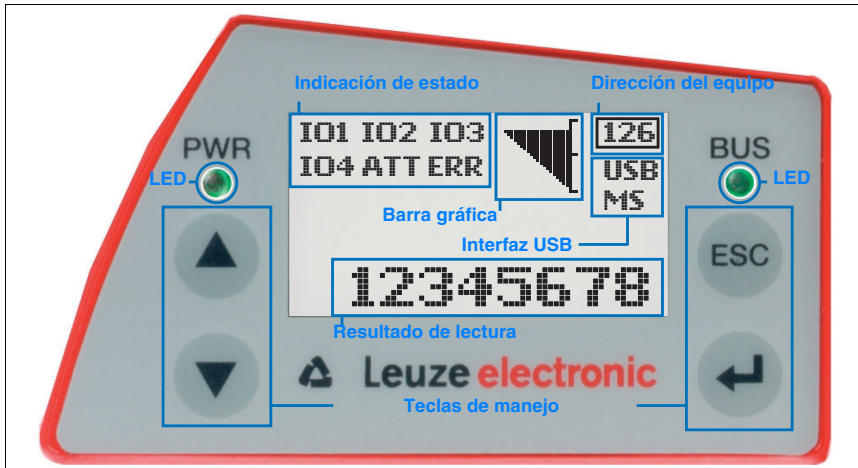 Indicación de estado
Dirección del equipo
IO1 IO2 IO3
126
PWR
BUS
IO4 ATT ERR
USB
LED
LED
MS
Barra gráfica
Interfaz USB
ESC
12345678
Resultado de lectura
Leuze electronic
Teclas de manejo